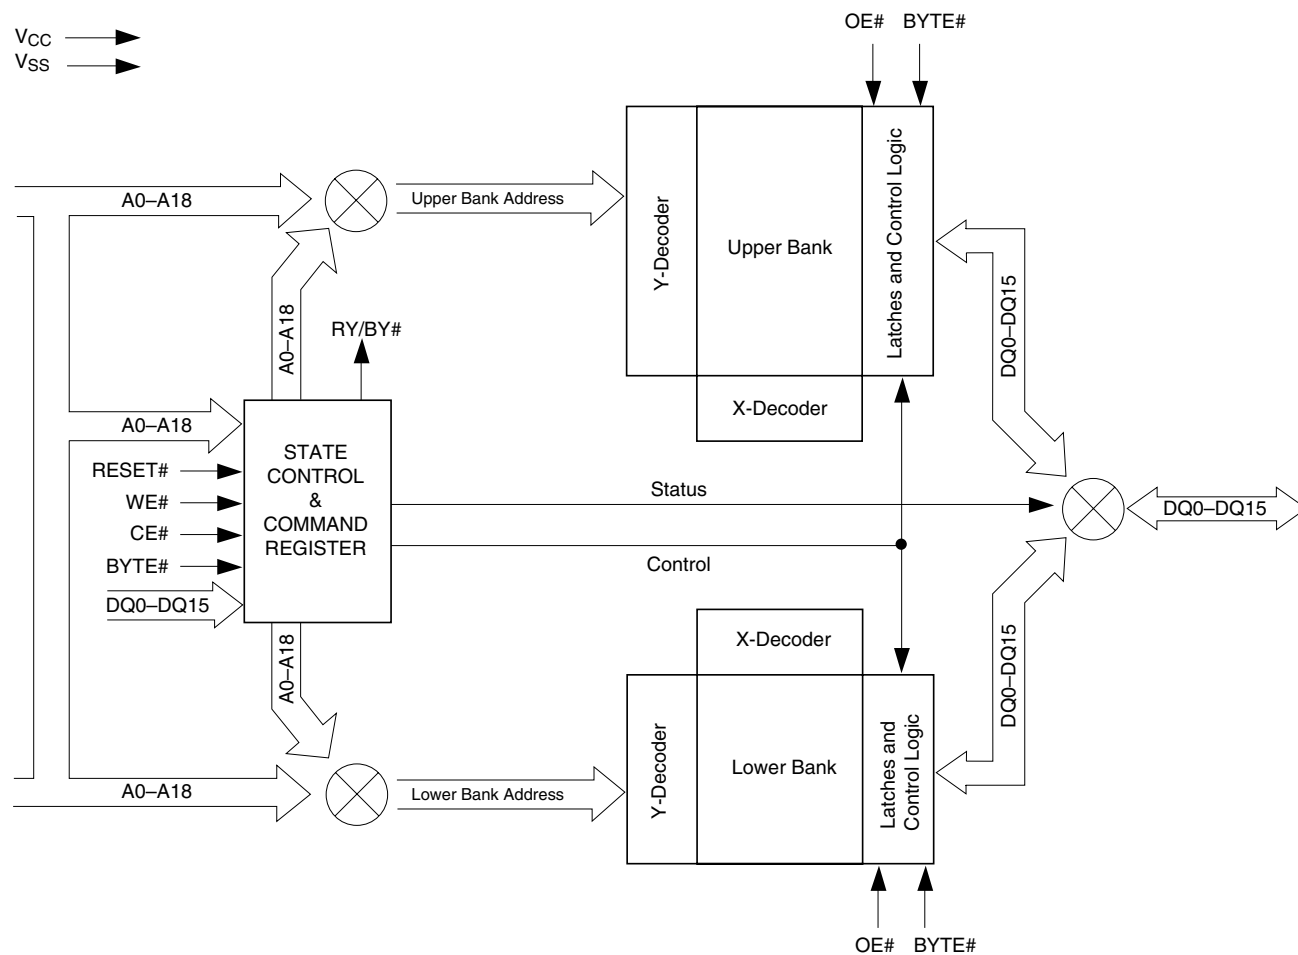 OE# BYTE#
VCC
VSS
A0–A18
Upper Bank Address
Y-Decoder
Upper Bank
Latches and Control Logic
DQ0–DQ15
A0–A18
RY/BY#
X-Decoder
A0–A18
STATE
CONTROL
&
COMMAND
REGISTER
RESET#
WE#
CE#
BYTE#
DQ0–DQ15
Status
Control
DQ0–DQ15
A0–A18
X-Decoder
DQ0–DQ15
Y-Decoder
Lower Bank
Latches and
Control Logic
A0–A18
Lower Bank Address
OE# BYTE#